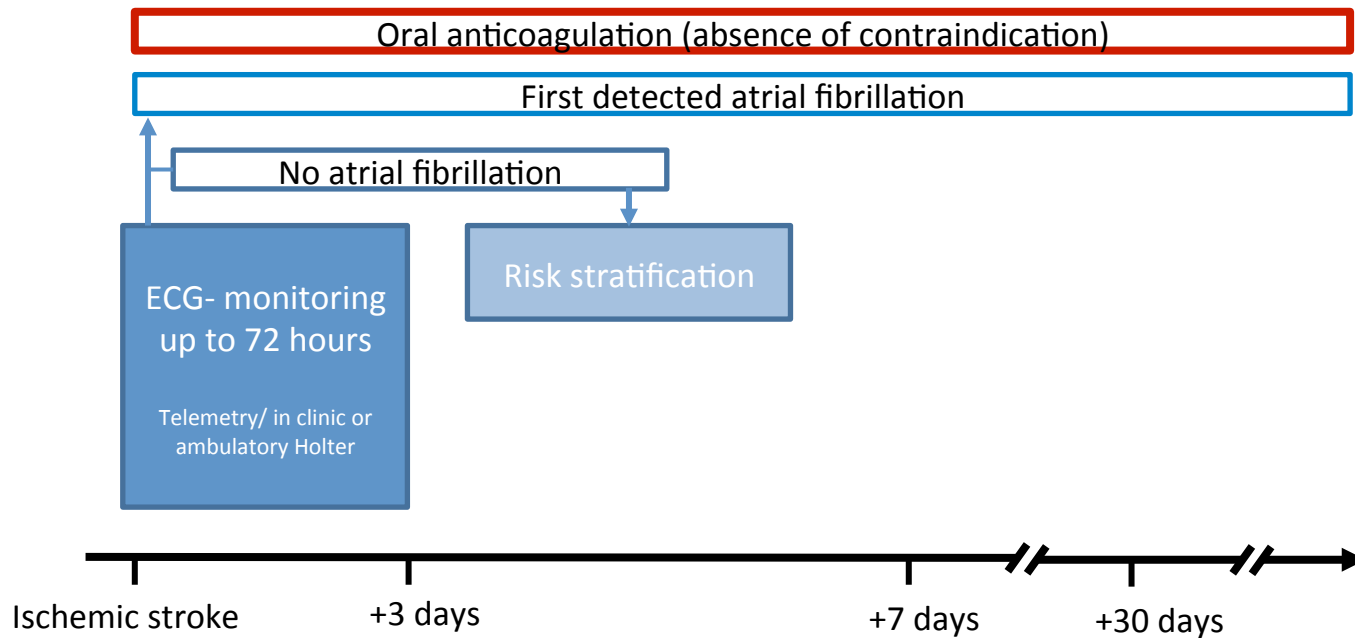 Oral anticoagulation (absence of contraindication)
First detected atrial fibrillation
No atrial fibrillation
ECG- monitoring
up to 72 hours
Telemetry/ in clinic or
ambulatory Holter
Risk stratification
Ischemic stroke
+3 days
+7 days
+30 days